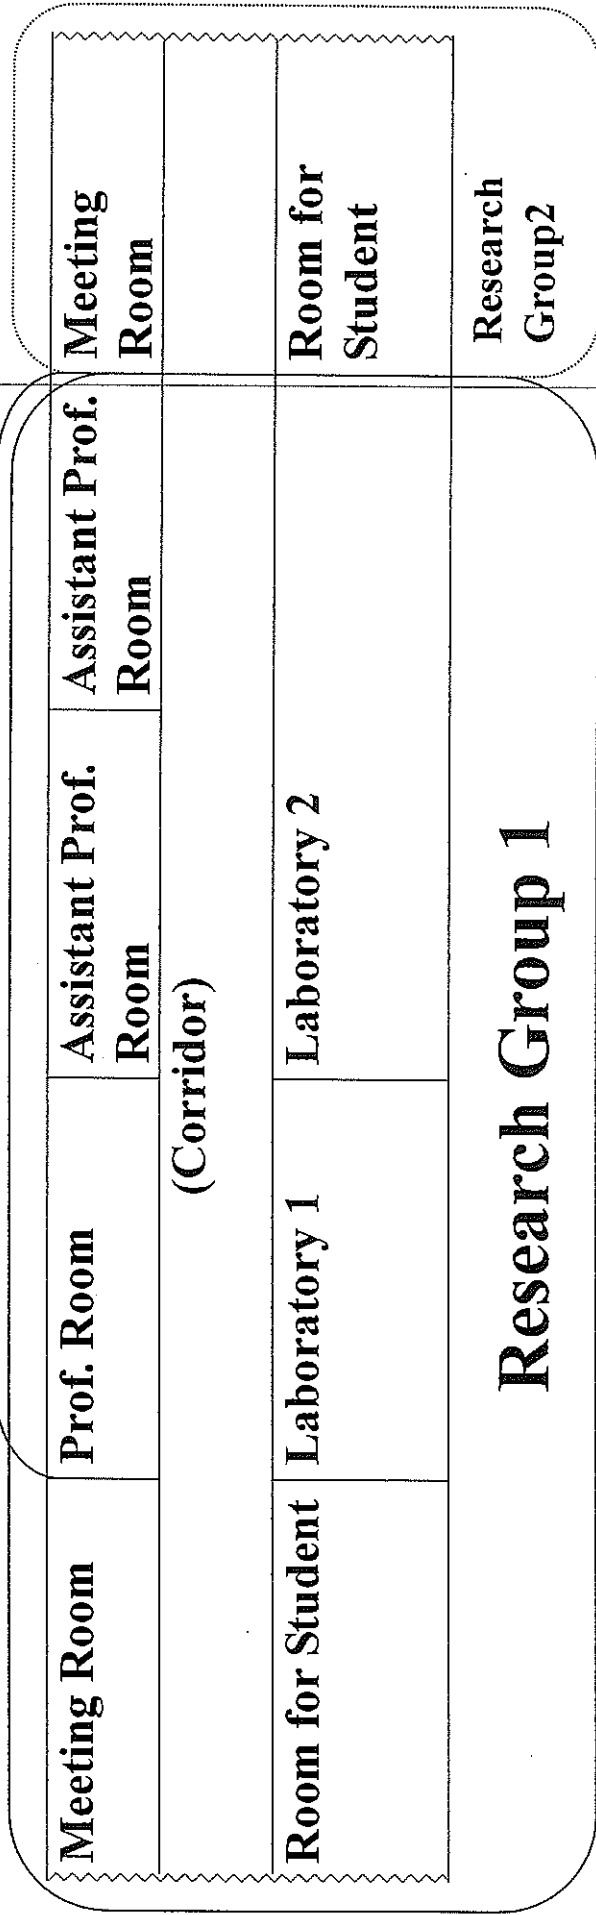 Meeting Room
Prof. Room
Assistant Prof.
Room
Assistant Prof.
Room
Meeting
Room
(Corridor)
Room for Student
Laboratory 1
Laboratory 2
Room for
Student
Research Group 1
Research
Group2